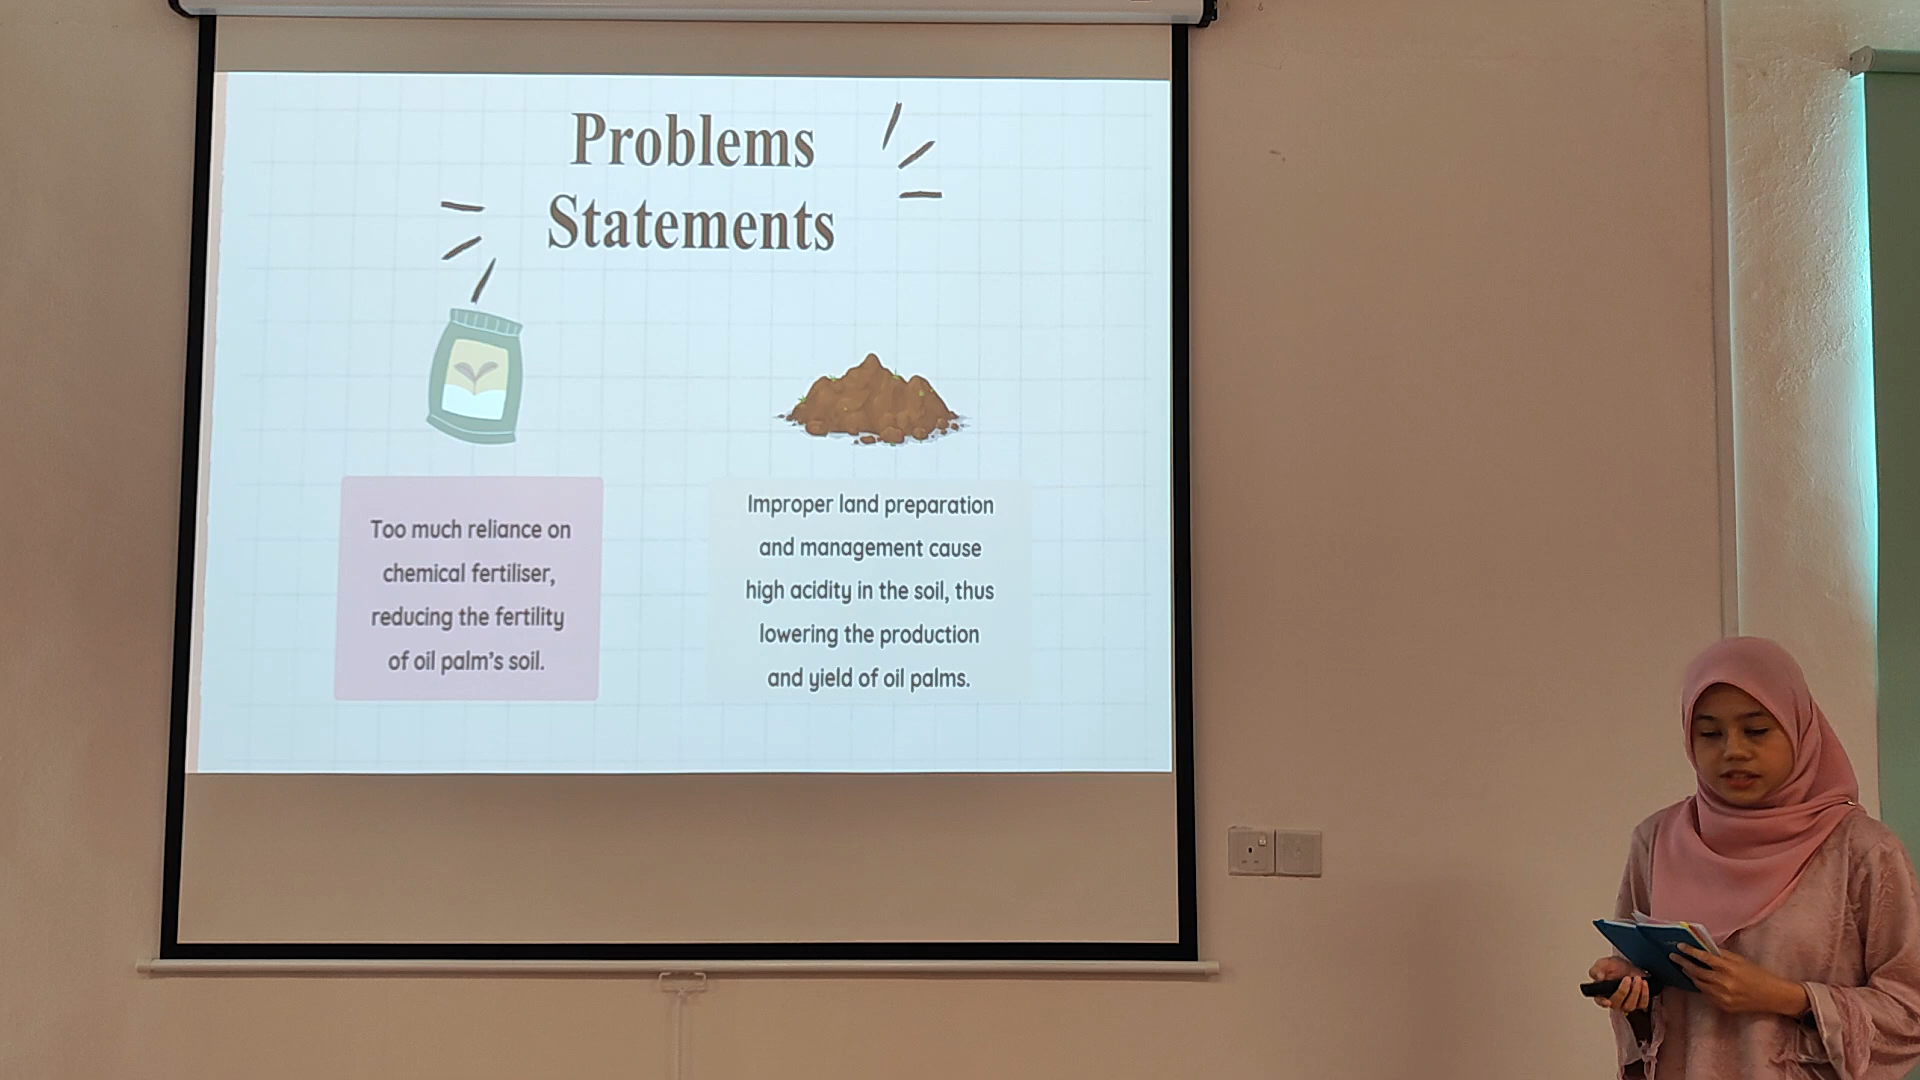 Problems
Statements
Too much reliance on
chemical fertiliser,
reducing the fertility
of oil palm's soil.
Improper land preparation
and management cause
high acidity in the soil, thus
lowering the production
and yield of oil palms.